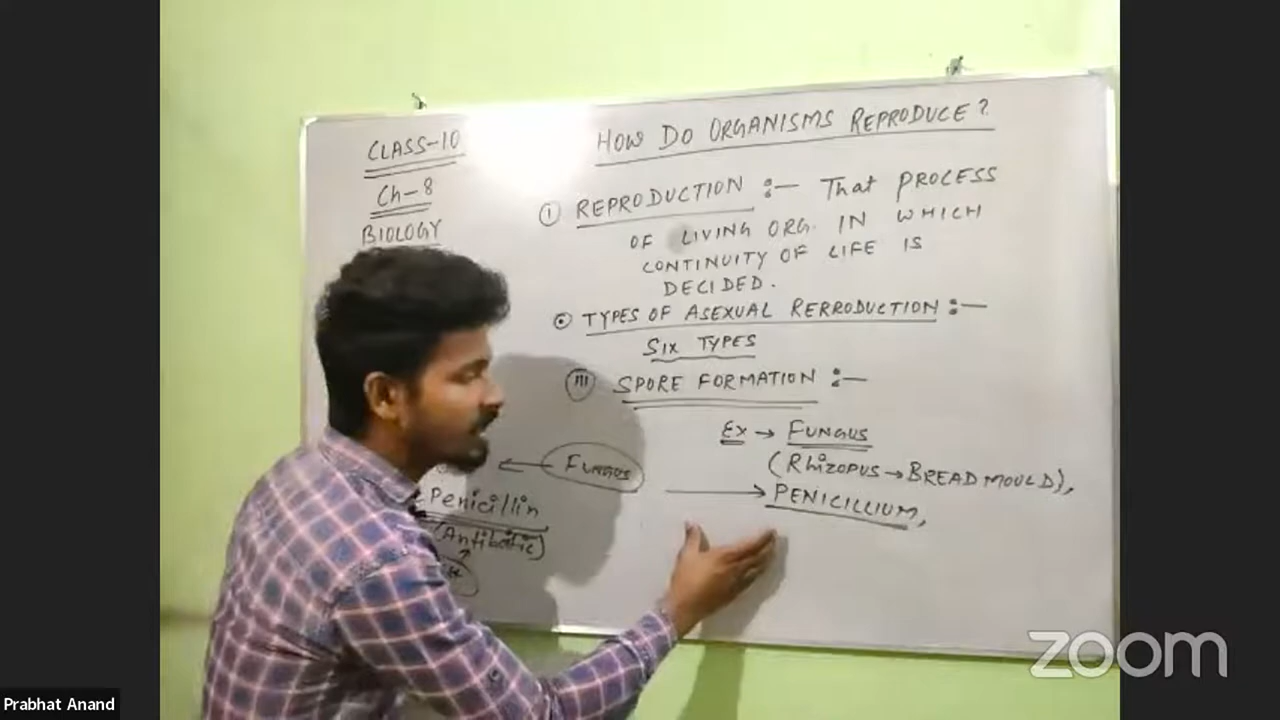 CLASS-10
Ch-8
BIOLOGY
HOW DO ORGANISMS REPRODUCE?
(I) REPRODUCTION :— That PROCESS
OF LIVING ORG. IN WHICH
CONTINUITY OF LIFE IS
DECIDED.
TYPES OF ASEXUAL RERRODUCTION :—
SIX TYPES
(III) SPORE FORMATION :—
Ex → FUNGUS
(RhIZOPUS → BREAD MOULD),
→ PENICILLIUM,
← FUNGUS
Penicillin
(Antibiotic)
zoom
Prabhat Anand